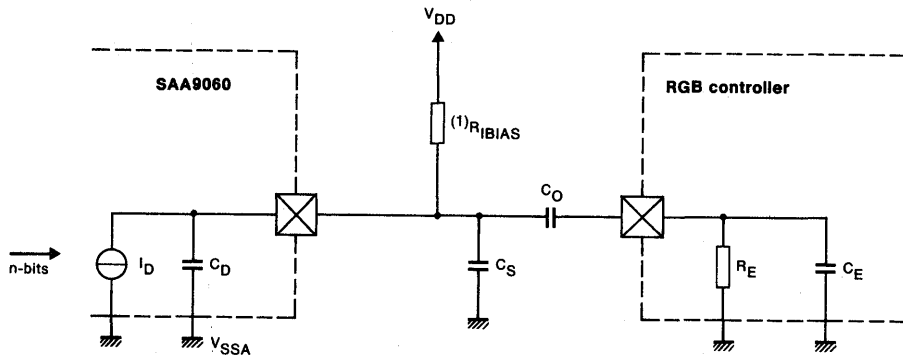 V_DD
SAA9060
RGB controller
(1)R_IBIAS
C_O
n-bits
I_D
C_D
C_S
R_E
C_E
V_SSA